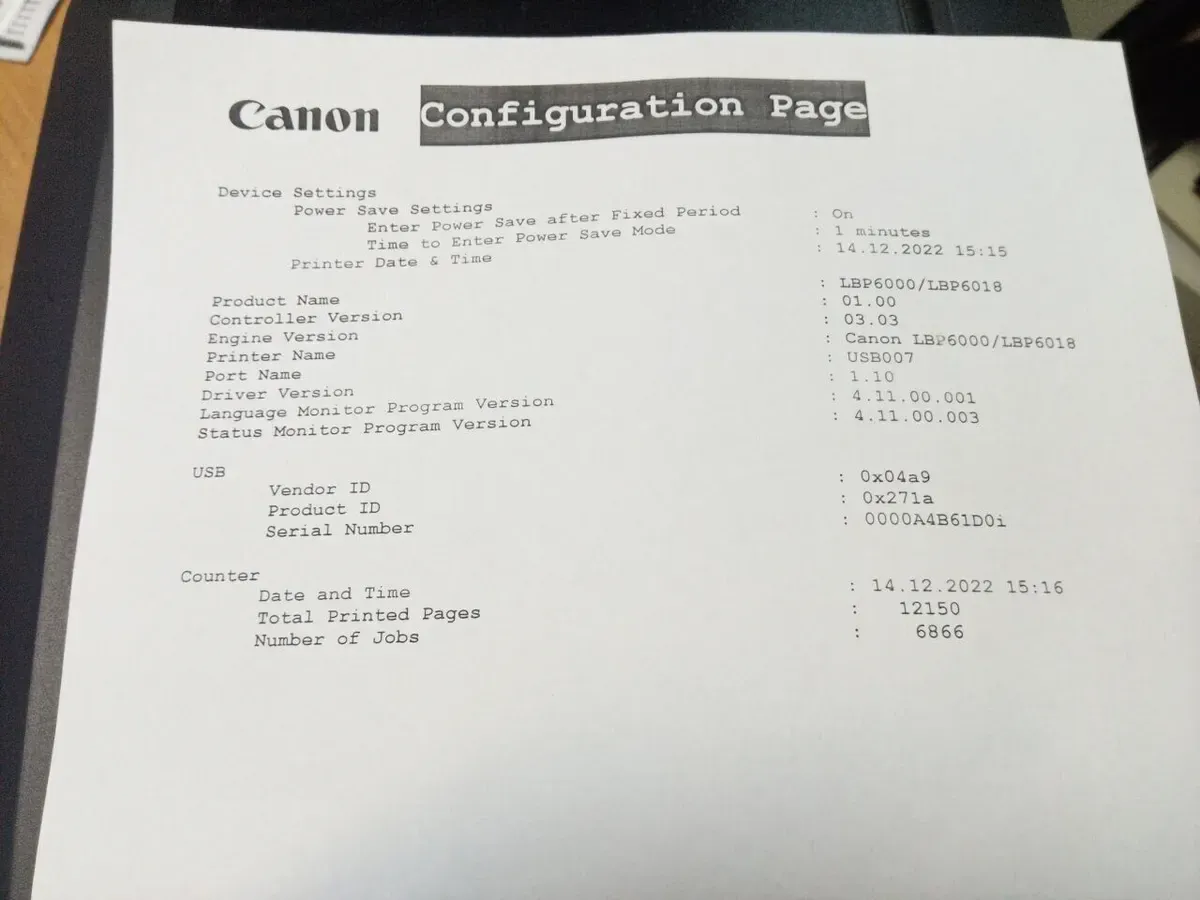 Canon Configuration Page
Device Settings
Power Save Settings
Enter Power Save after Fixed Period : On
Time to Enter Power Save Mode : 1 minutes
Printer Date & Time : 14.12.2022 15:15
Product Name : LBP6000/LBP6018
Controller Version : 01.00
Engine Version : 03.03
Printer Name : Canon LBP6000/LBP6018
Port Name : USB007
Driver Version : 1.10
Language Monitor Program Version : 4.11.00.001
Status Monitor Program Version : 4.11.00.003
USB
Vendor ID : 0x04a9
Product ID : 0x271a
Serial Number : 0000A4B61D0i
Counter
Date and Time : 14.12.2022 15:16
Total Printed Pages : 12150
Number of Jobs : 6866